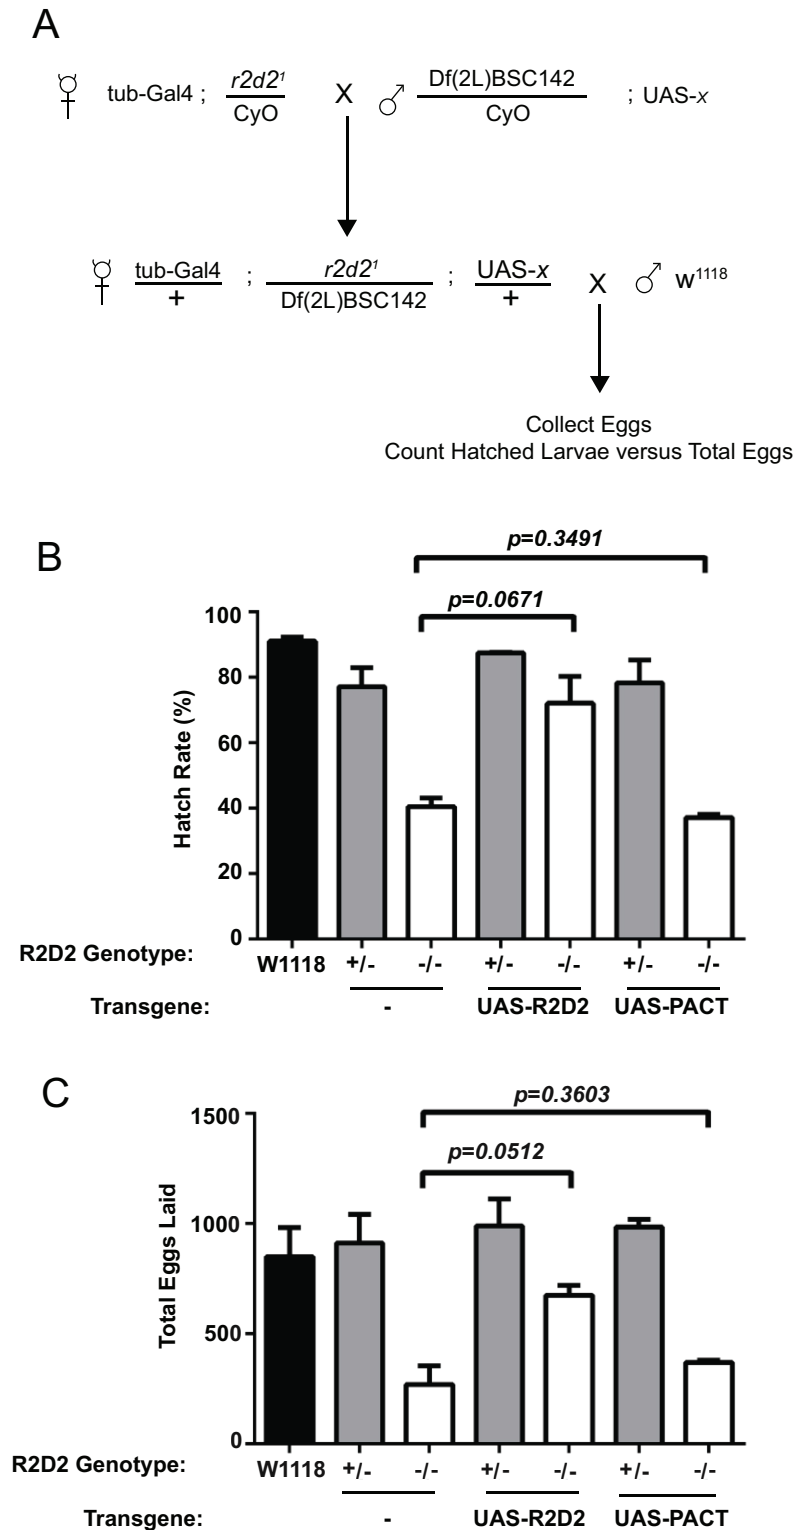 A
tub-Gal4 ; r2d2¹ X Df(2L)BSC142 ; UAS-x
CyO CyO
tub-Gal4 ; r2d2¹ ; UAS-x X w¹¹¹⁸
+ Df(2L)BSC142 +
Collect Eggs
Count Hatched Larvae versus Total Eggs
B
p=0.3491
p=0.0671
Hatch Rate (%)
100
80
60
40
20
0
R2D2 Genotype: W1118 +/- -/- +/- -/- +/- -/-
Transgene: - UAS-R2D2 UAS-PACT
C
p=0.3603
p=0.0512
Total Eggs Laid
1500
1000
500
0
R2D2 Genotype: W1118 +/- -/- +/- -/- +/- -/-
Transgene: - UAS-R2D2 UAS-PACT